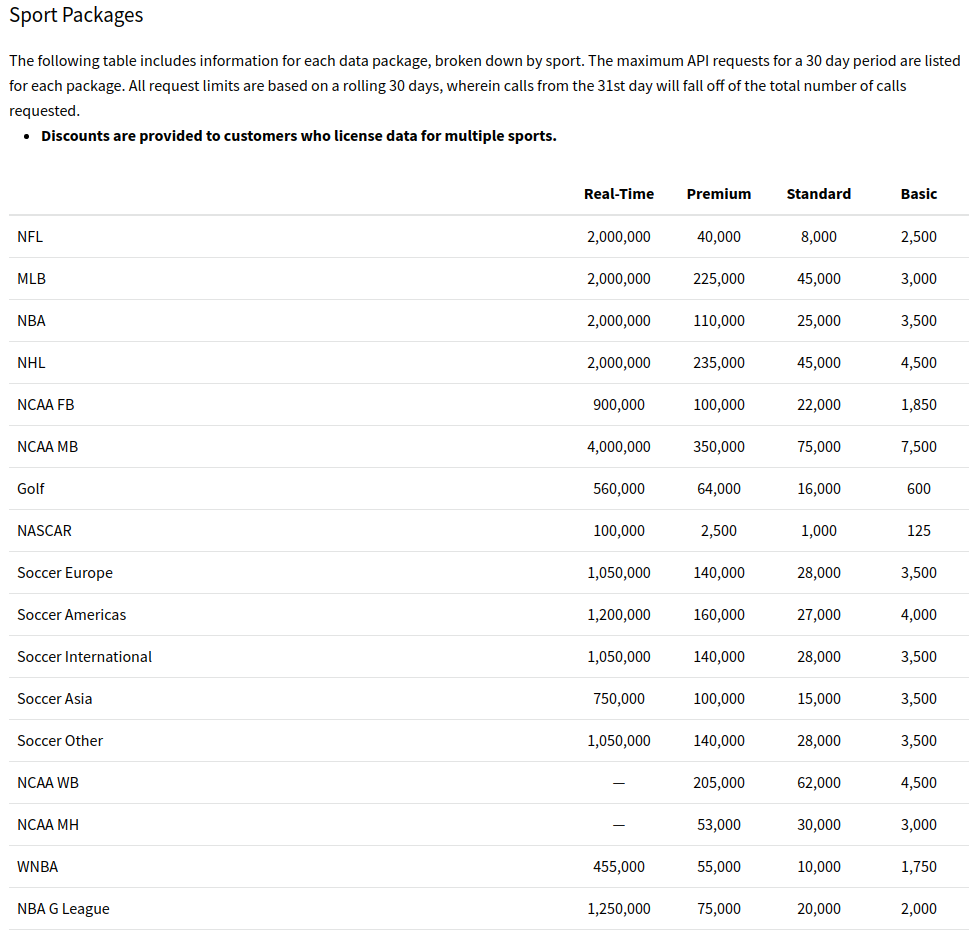 Sport Packages
The following table includes information for each data package, broken down by sport. The maximum API requests for a 30 day period are listed
for each package. All request limits are based on a rolling 30 days, wherein calls from the 31st day will fall off of the total number of calls
requested.
• Discounts are provided to customers who license data for multiple sports.
Real-Time Premium Standard Basic
NFL 2,000,000 40,000 8,000 2,500
MLB 2,000,000 225,000 45,000 3,000
NBA 2,000,000 110,000 25,000 3,500
NHL 2,000,000 235,000 45,000 4,500
NCAA FB 900,000 100,000 22,000 1,850
NCAA MB 4,000,000 350,000 75,000 7,500
Golf 560,000 64,000 16,000 600
NASCAR 100,000 2,500 1,000 125
Soccer Europe 1,050,000 140,000 28,000 3,500
Soccer Americas 1,200,000 160,000 27,000 4,000
Soccer International 1,050,000 140,000 28,000 3,500
Soccer Asia 750,000 100,000 15,000 3,500
Soccer Other 1,050,000 140,000 28,000 3,500
NCAA WB — 205,000 62,000 4,500
NCAA MH — 53,000 30,000 3,000
WNBA 455,000 55,000 10,000 1,750
NBA G League 1,250,000 75,000 20,000 2,000